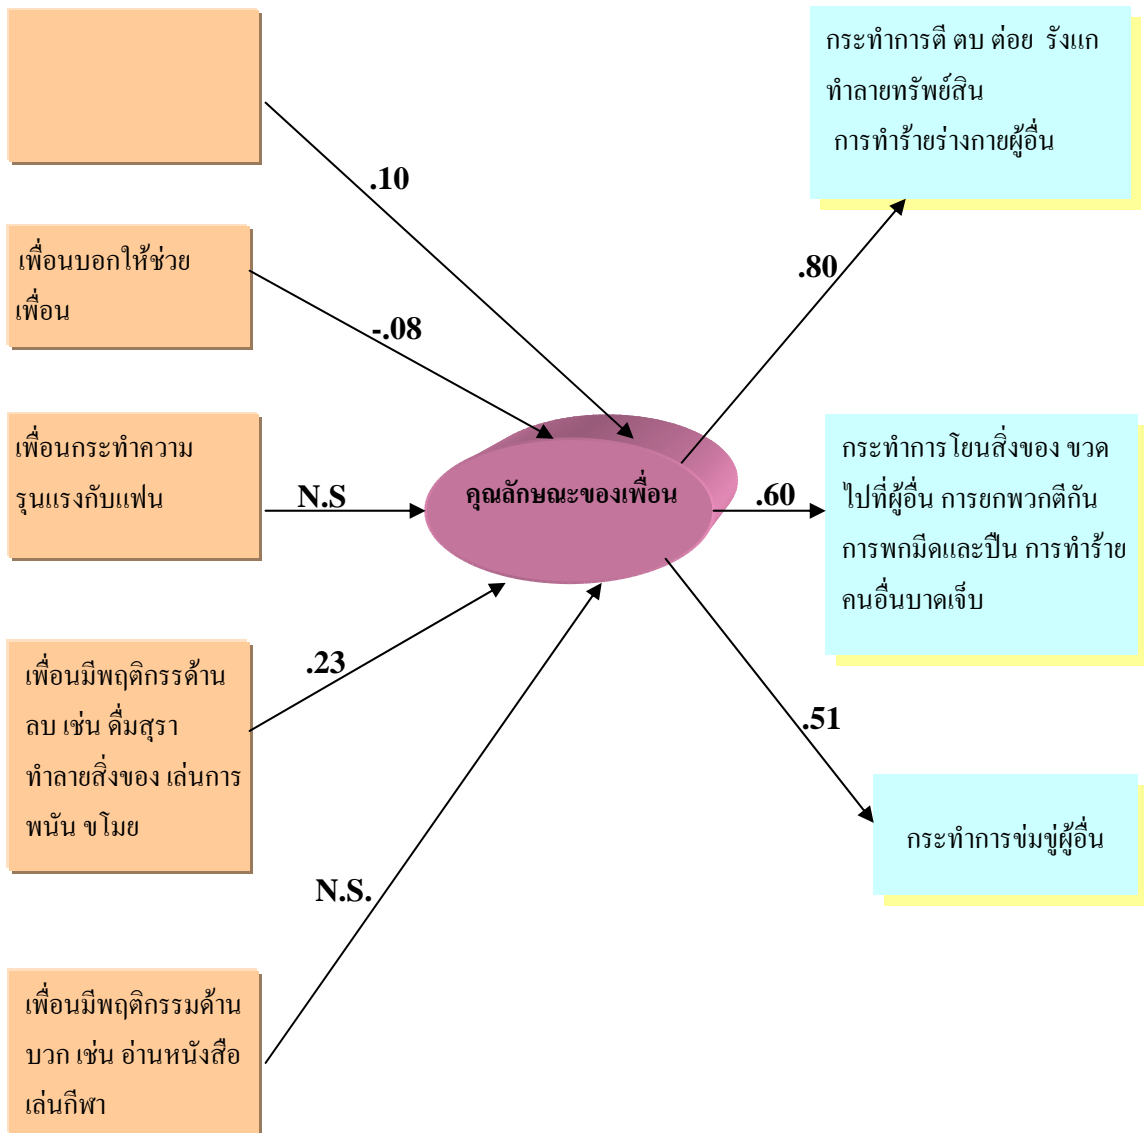 กระทำการตี ตบ ต่อย รังแก
ทำลายทรัพย์สิน
การทำร้ายร่างกายผู้อื่น
.10
เพื่อนบอกให้ช่วย
เพื่อน
.80
-.08
เพื่อนกระทำความ
รุนแรงกับแฟน
N.S
คุณลักษณะของเพื่อน
.60
กระทำการโยนสิ่งของ ขวด
ไปที่ผู้อื่น การยกพวกตีกัน
การพกมีดและปืน การทำร้าย
คนอื่นบาดเจ็บ
เพื่อนมีพฤติกรรด้าน
ลบ เช่น ดื่มสุรา
ทำลายสิ่งของ เล่นการ
พนัน ขโมย
.23
.51
กระทำการข่มขู่ผู้อื่น
N.S.
เพื่อนมีพฤติกรรมด้าน
บวก เช่น อ่านหนังสือ
เล่นกีฬา